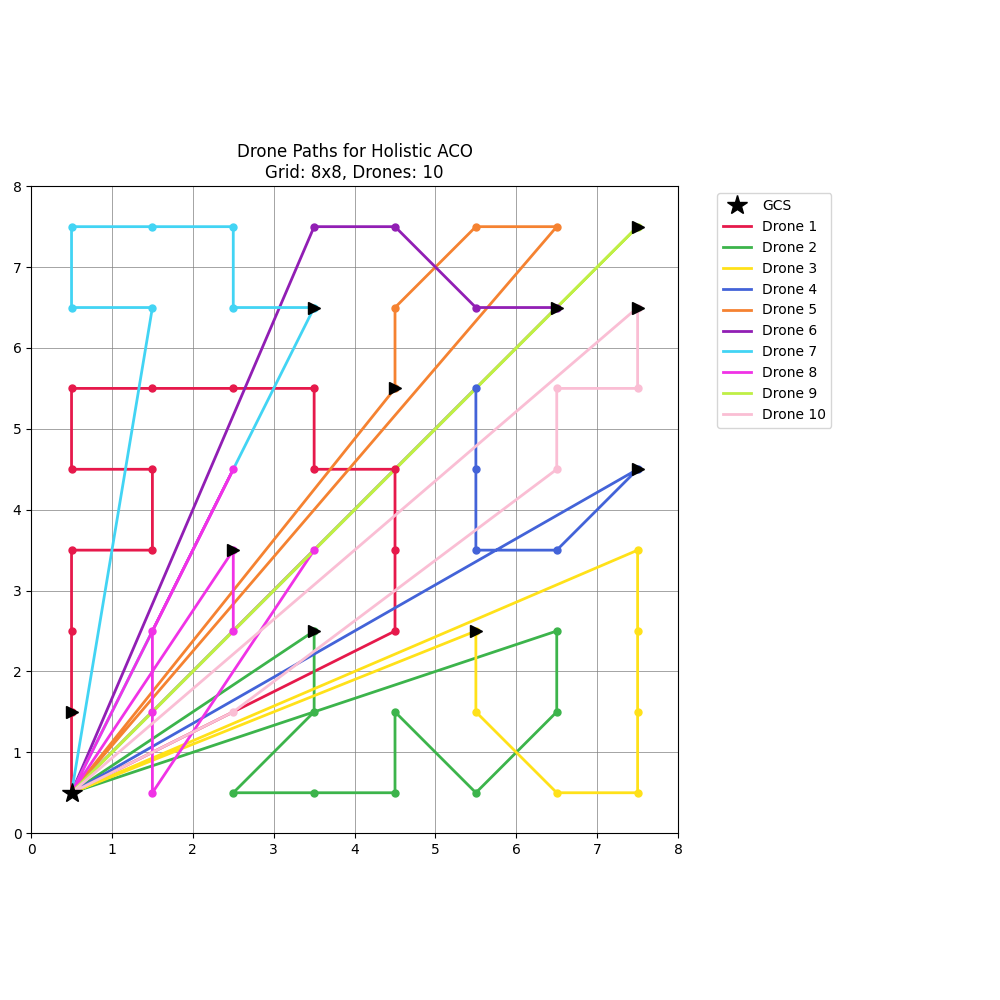 Drone Paths for Holistic ACO
Grid: 8x8, Drones: 10
8
7
6
5
4
3
2
1
0
0 1 2 3 4 5 6 7 8
GCS
Drone 1
Drone 2
Drone 3
Drone 4
Drone 5
Drone 6
Drone 7
Drone 8
Drone 9
Drone 10